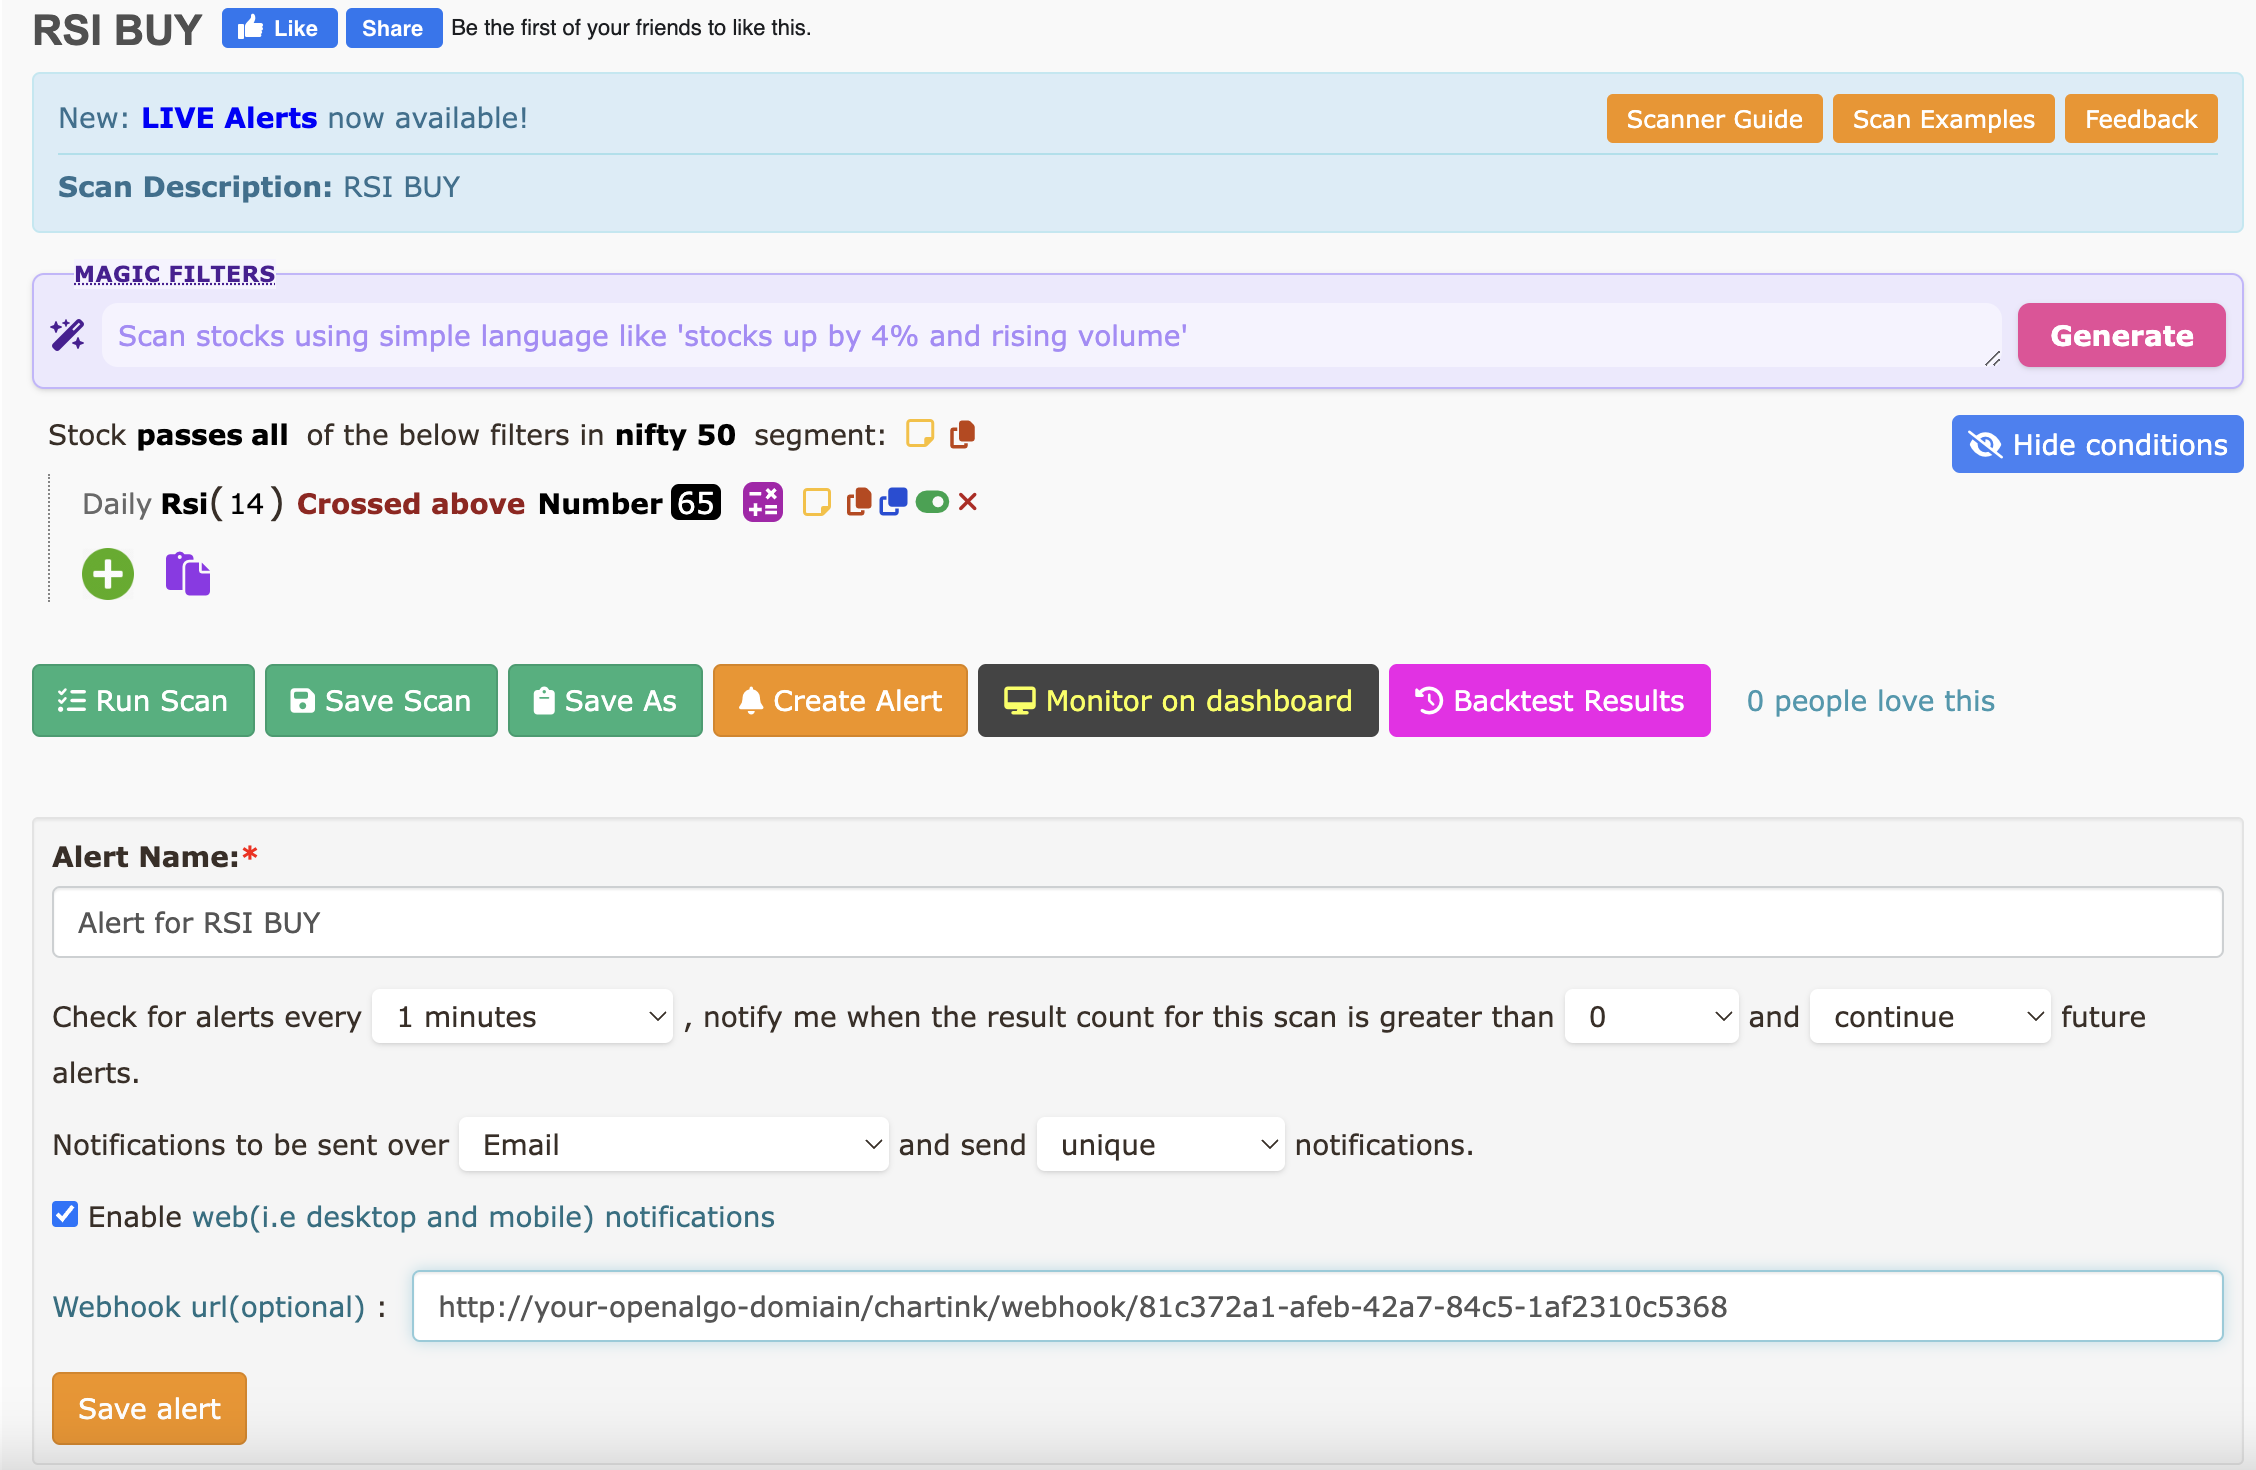 RSI BUY Like Share Be the first of your friends to like this.
New: LIVE Alerts now available! Scanner Guide Scan Examples Feedback
Scan Description: RSI BUY
MAGIC FILTERS
Scan stocks using simple language like 'stocks up by 4% and rising volume' Generate
Stock passes all of the below filters in nifty 50 segment: Hide conditions
Daily Rsi( 14 ) Crossed above Number 65
Run Scan Save Scan Save As Create Alert Monitor on dashboard Backtest Results 0 people love this
Alert Name:*
Alert for RSI BUY
Check for alerts every 1 minutes , notify me when the result count for this scan is greater than 0 and continue future
alerts.
Notifications to be sent over Email and send unique notifications.
Enable web(i.e desktop and mobile) notifications
Webhook url(optional) : http://your-openalgo-domiain/chartink/webhook/81c372a1-afeb-42a7-84c5-1af2310c5368
Save alert